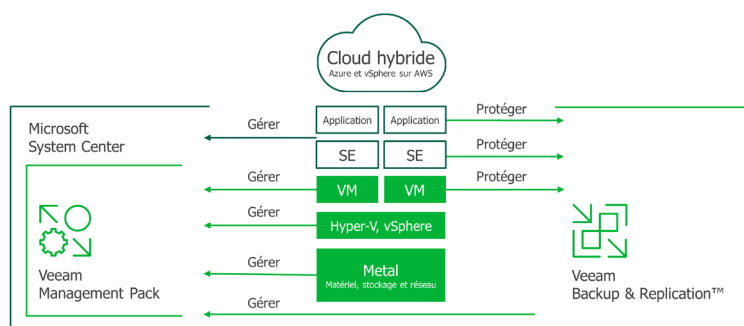 Cloud hybride
Azure et vSphere sur AWS
Microsoft
System Center
Gérer
Application
Application
Protéger
SE
SE
Protéger
Gérer
VM
VM
Protéger
Gérer
Hyper-V, vSphere
Gérer
Metal
Matériel, stockage et réseau
Veeam
Management Pack
Veeam
Backup & Replication™
Gérer